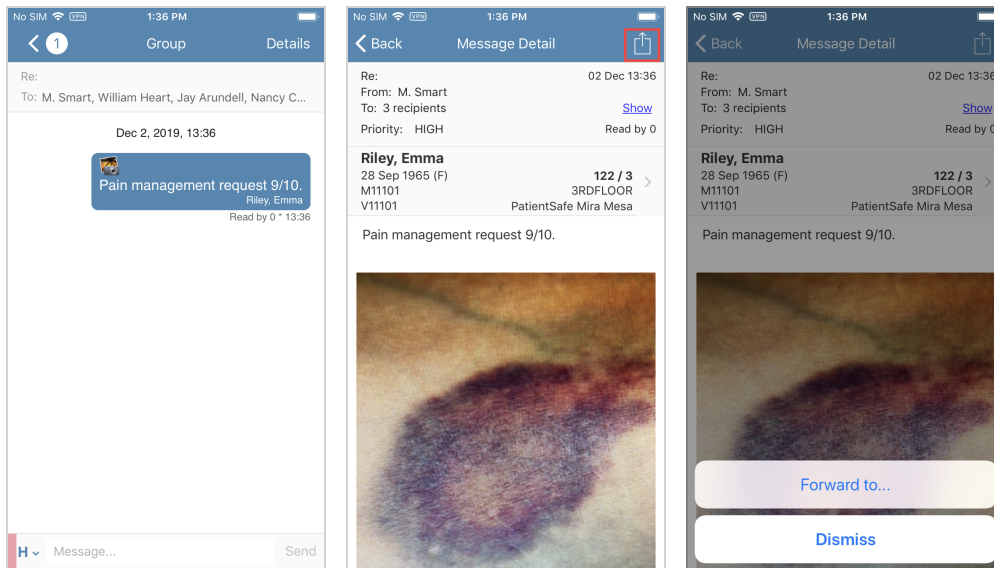 No SIM VPN 1:36 PM
1 Group Details
Re:
To: M. Smart, William Heart, Jay Arundell, Nancy C...
Dec 2, 2019, 13:36
Pain management request 9/10.
Riley, Emma
Read by 0 * 13:36
H Message... Send
No SIM VPN 1:36 PM
Back Message Detail
Re: 02 Dec 13:36
From: M. Smart
To: 3 recipients Show
Priority: HIGH Read by 0
Riley, Emma
28 Sep 1965 (F) 122 / 3
M11101 3RDFLOOR
V11101 PatientSafe Mira Mesa
Pain management request 9/10.
No SIM VPN 1:36 PM
Back Message Detail
Re: 02 Dec 13:36
From: M. Smart
To: 3 recipients Show
Priority: HIGH Read by 0
Riley, Emma
28 Sep 1965 (F) 122 / 3
M11101 3RDFLOOR
V11101 PatientSafe Mira Mesa
Pain management request 9/10.
Forward to...
Dismiss